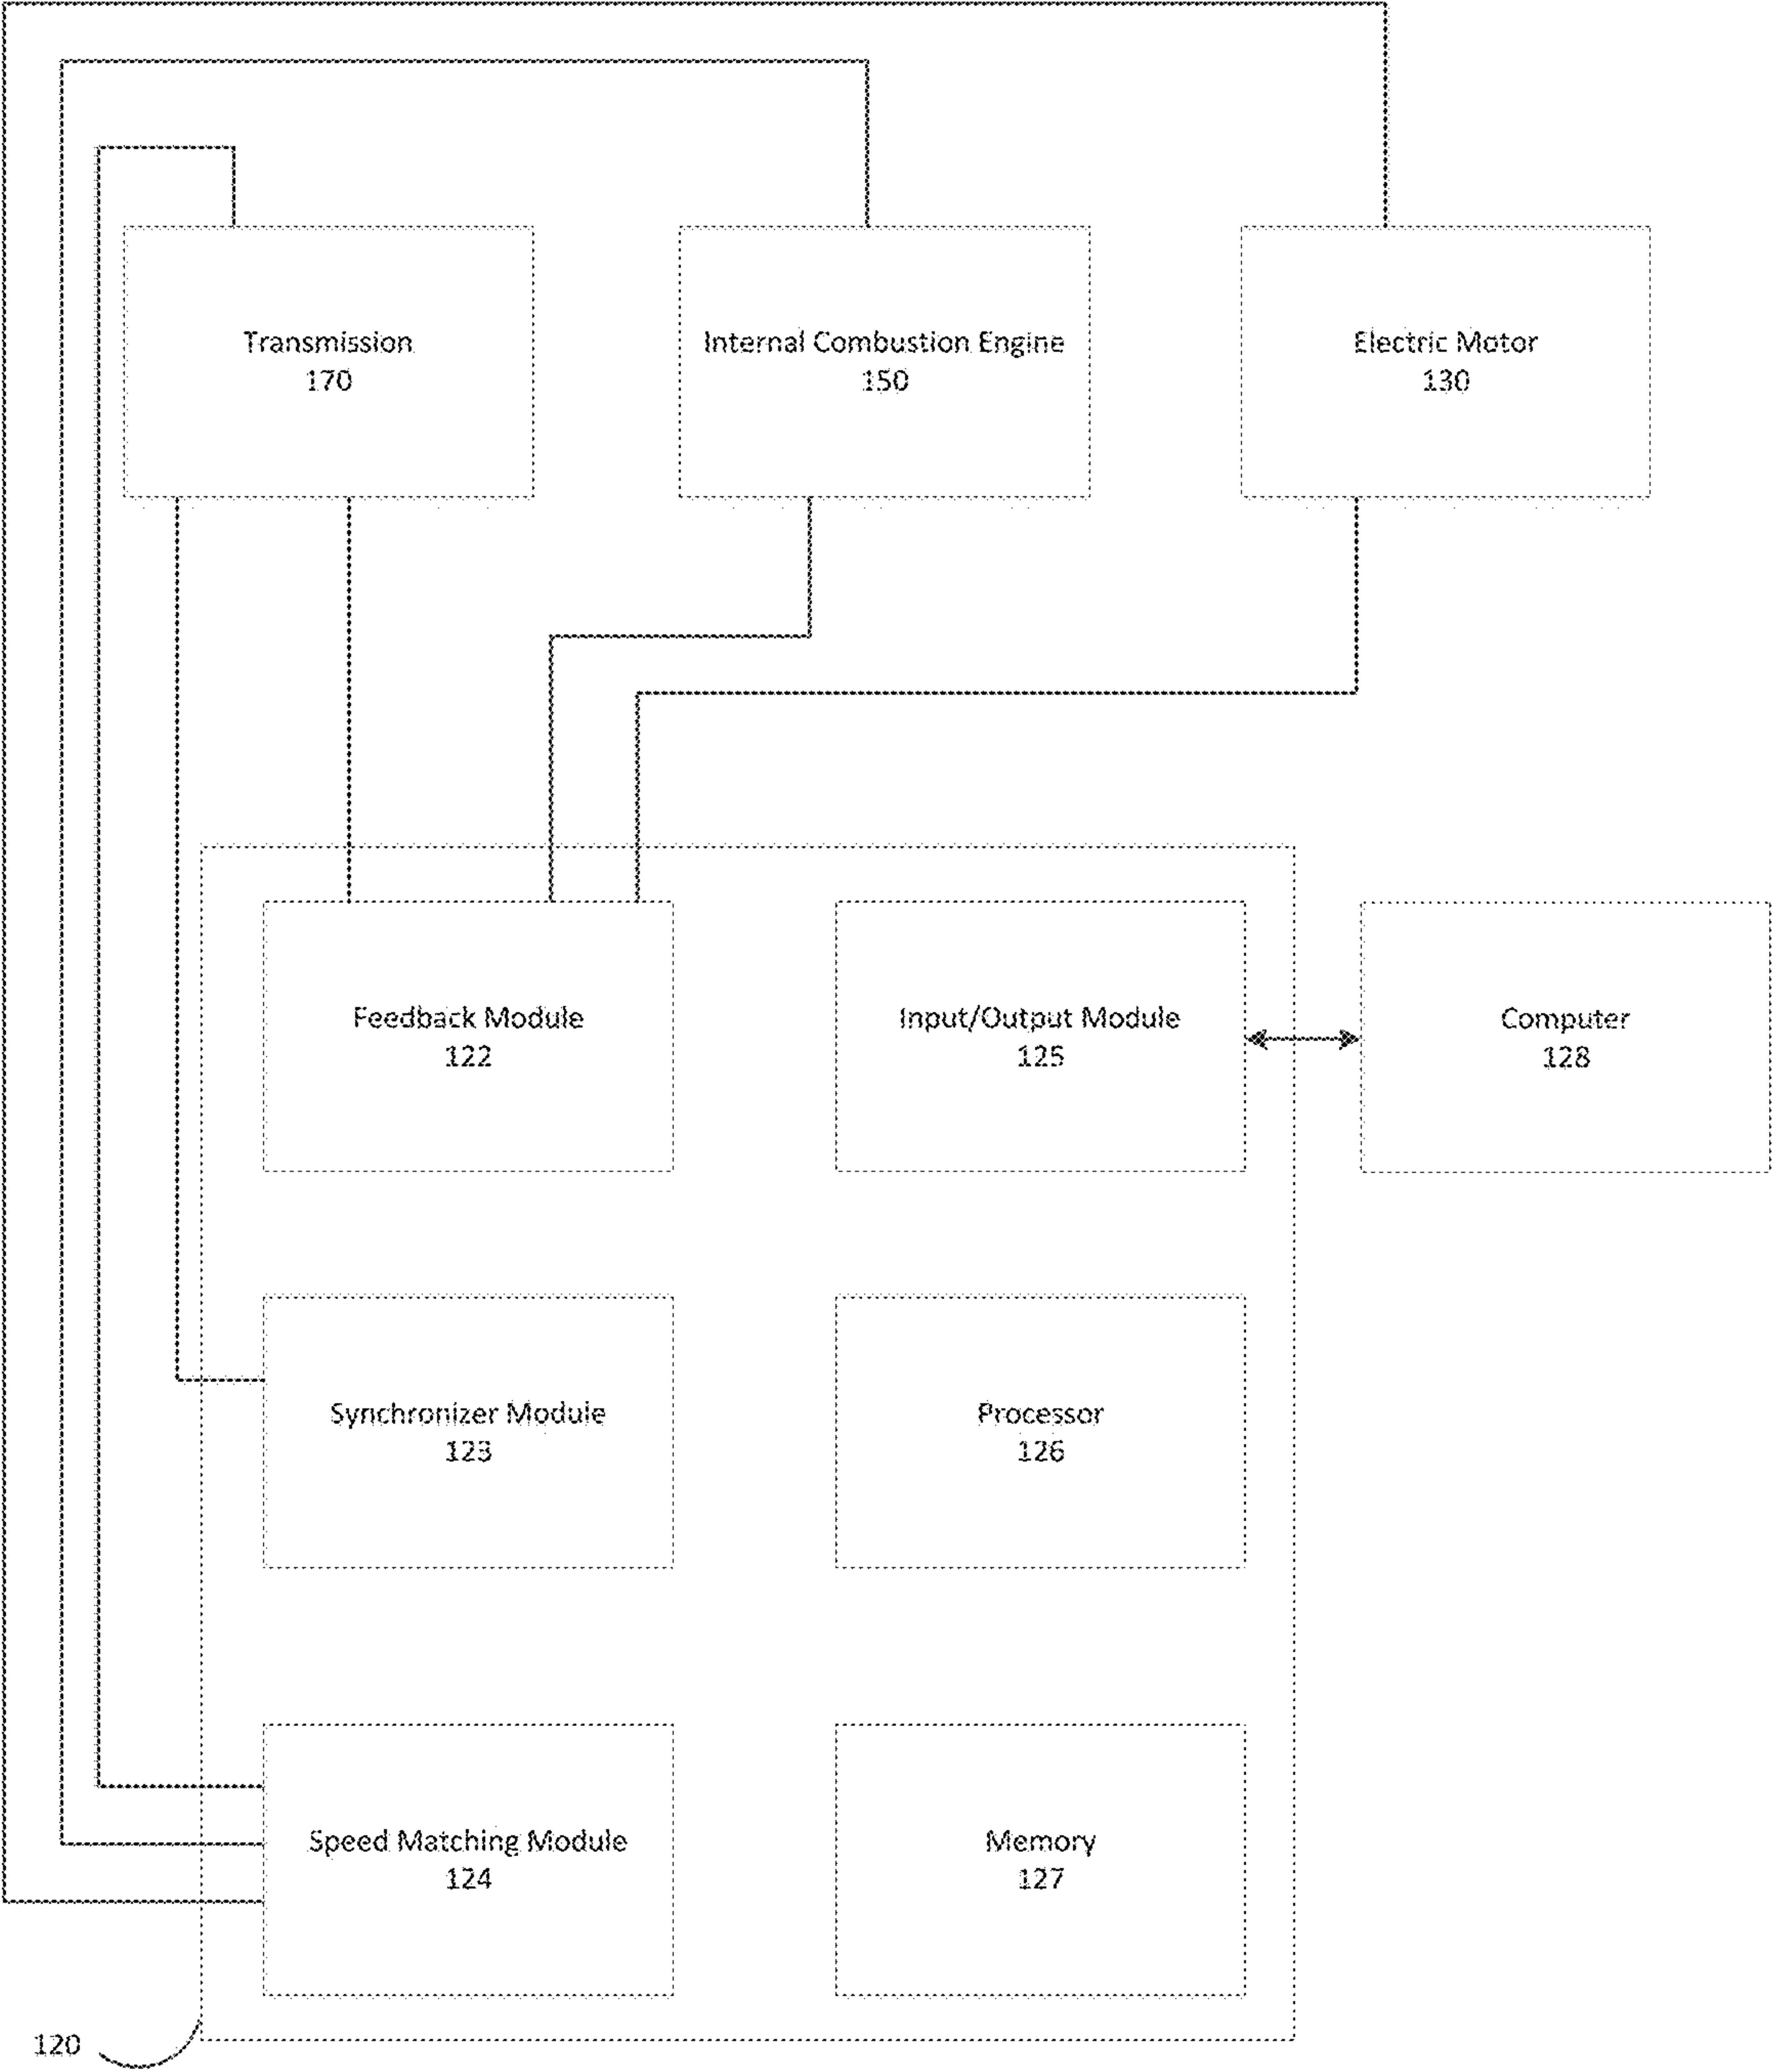 Transmission
170
Internal Combustion Engine
150
Electric Motor
130
Feedback Module
122
Input/Output Module
125
Computer
128
Synchronizer Module
123
Processor
126
Speed Matching Module
124
Memory
127
120